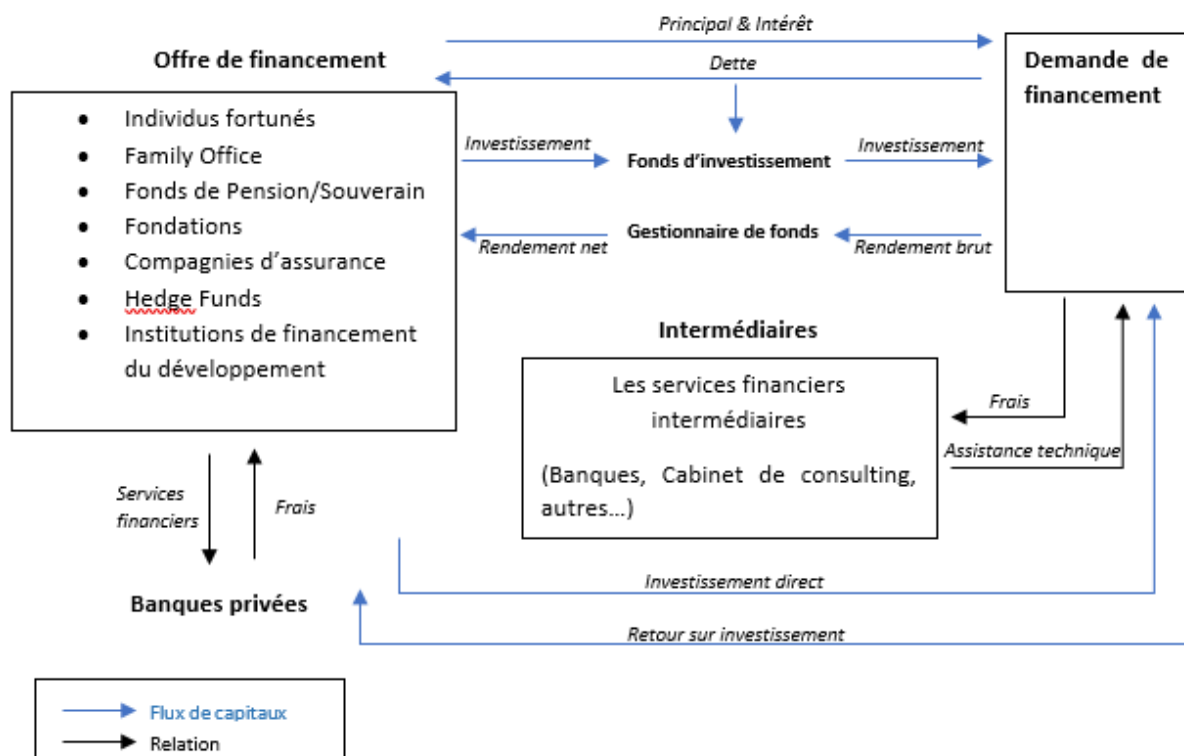 Principal & Intérêt
Offre de financement
Dette
Demande de
financement
• Individus fortunés
• Family Office
• Fonds de Pension/Souverain
• Fondations
• Compagnies d'assurance
• Hedge Funds
• Institutions de financement
du développement
Investissement
Fonds d'investissement
Investissement
Gestionnaire de fonds
Rendement net
Rendement brut
Intermédiaires
Les services financiers
intermédiaires
(Banques, Cabinet de consulting,
autres…)
Frais
Assistance technique
Services
financiers
Frais
Banques privées
Investissement direct
Retour sur investissement
Flux de capitaux
Relation